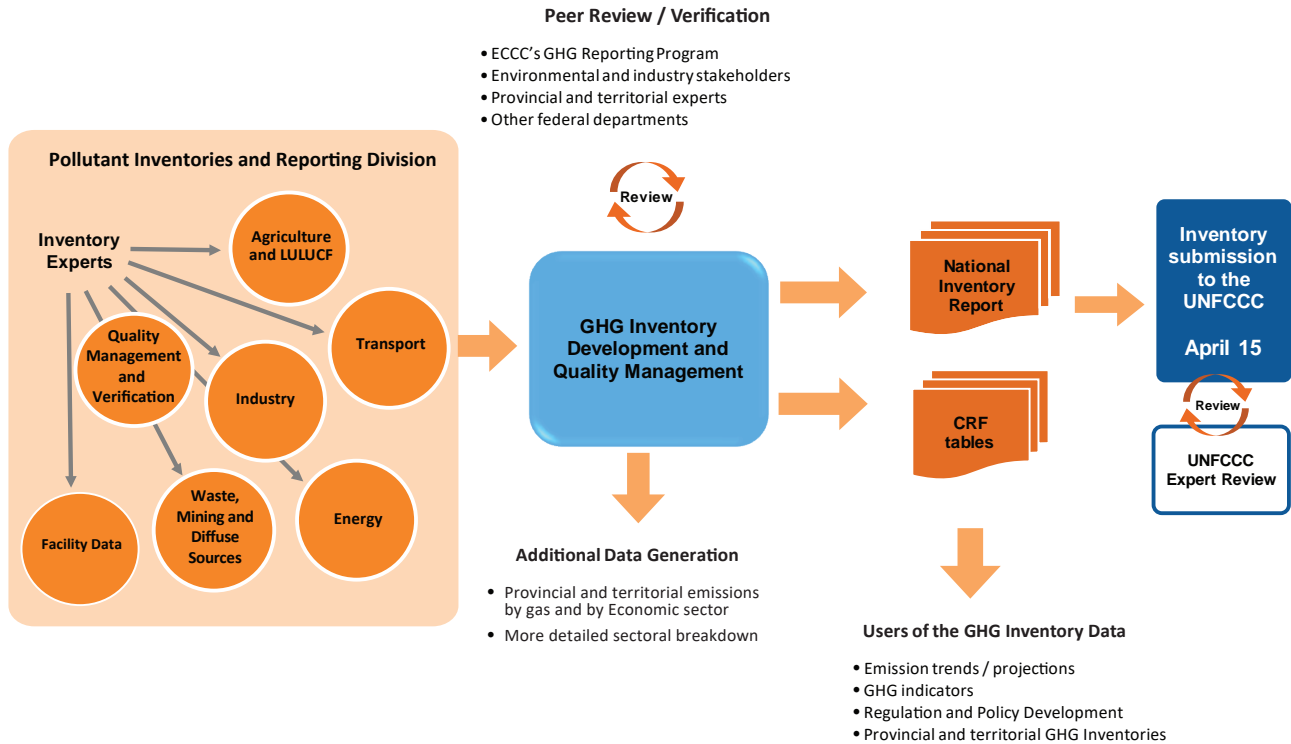 Peer Review / Verification
• ECCC's GHG Reporting Program
• Environmental and industry stakeholders
• Provincial and territorial experts
• Other federal departments
Pollutant Inventories and Reporting Division
Inventory
Experts
Agriculture
and LULUCF
Transport
Quality
Management
and
Verification
Industry
Facility Data
Waste,
Mining and
Diffuse
Sources
Energy
Review
GHG Inventory
Development and
Quality Management
National
Inventory
Report
CRF
tables
Inventory
submission
to the
UNFCCC
April 15
Review
UNFCCC
Expert Review
Additional Data Generation
• Provincial and territorial emissions
by gas and by Economic sector
• More detailed sectoral breakdown
Users of the GHG Inventory Data
• Emission trends / projections
• GHG indicators
• Regulation and Policy Development
• Provincial and territorial GHG Inventories